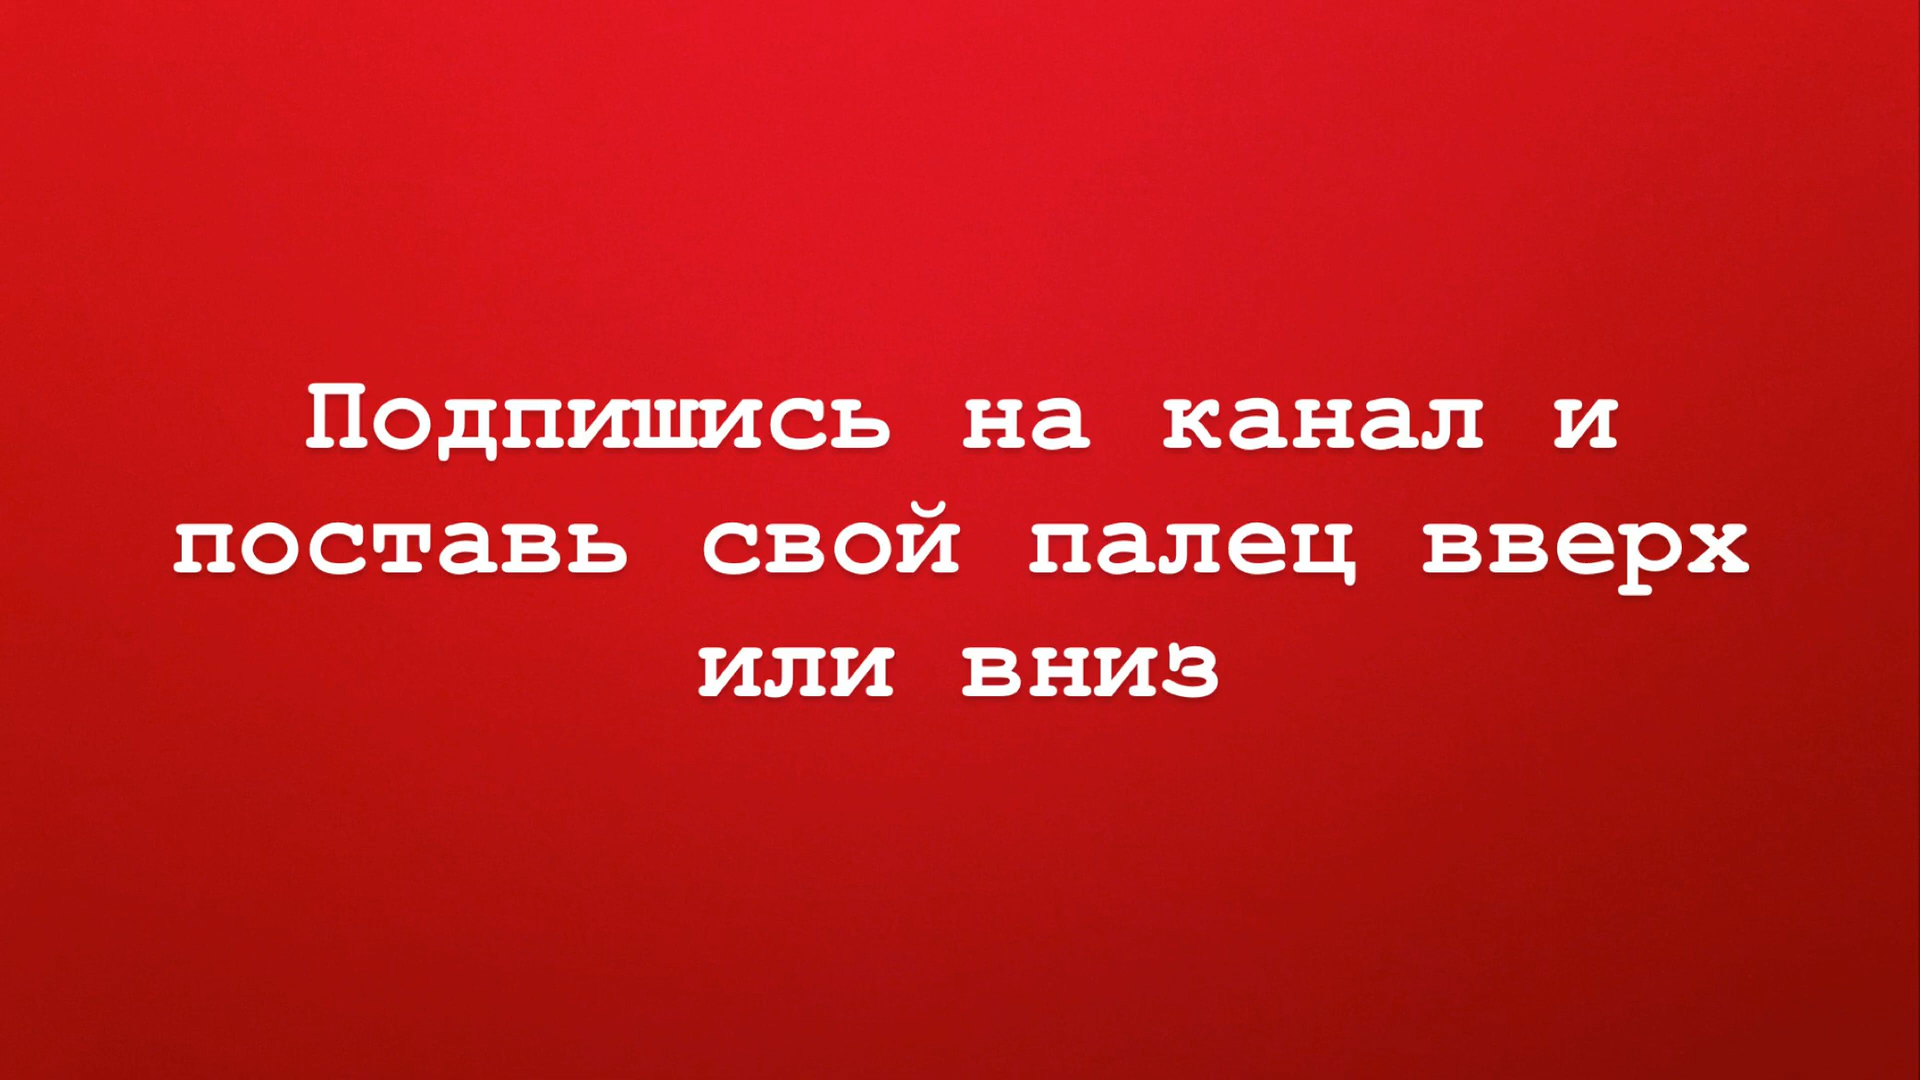 Подпишись на канал и
поставь свой палец вверх
или вниз